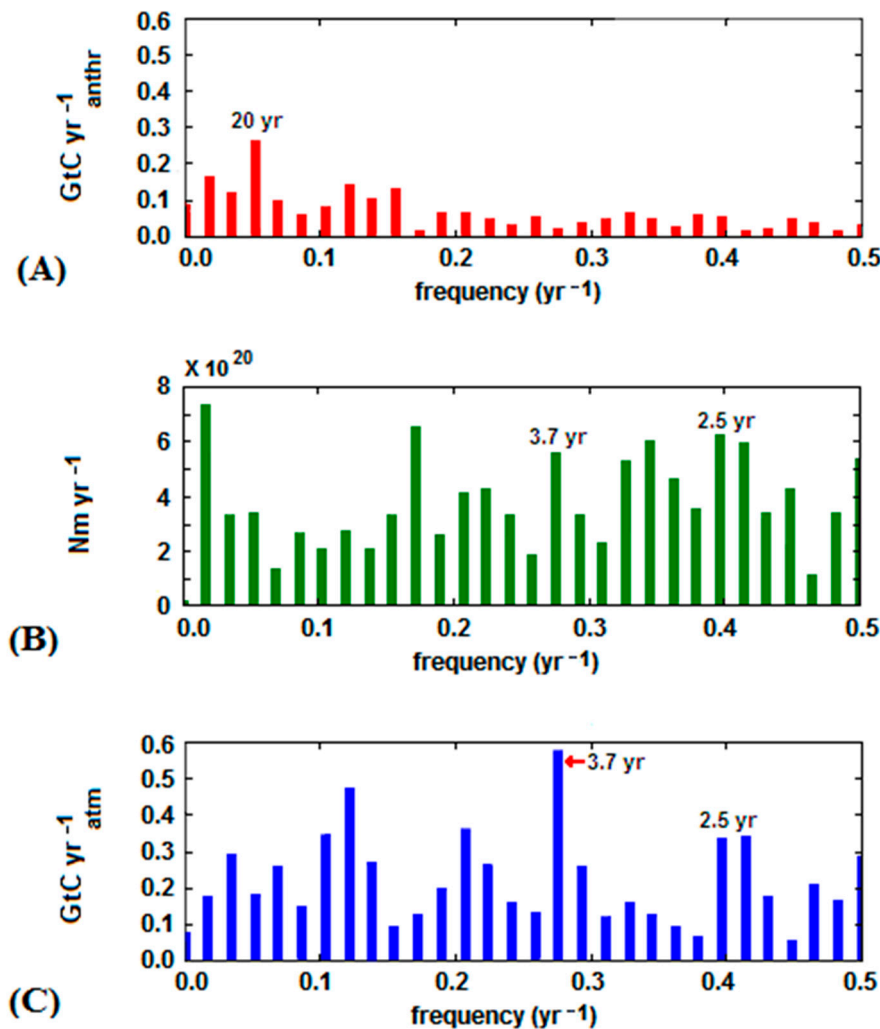 0.6
0.5
0.4
0.3
0.2
0.1
0.0
GtC yr −1 anthr
20 yr
0.0 0.1 0.2 0.3 0.4 0.5
frequency (yr −1)
(A)
X 10 20
8
6
4
2
0
Nm yr −1
3.7 yr
2.5 yr
0.0 0.1 0.2 0.3 0.4 0.5
frequency (yr −1)
(B)
0.6
0.5
0.4
0.3
0.2
0.1
0.0
GtC yr −1 atm
3.7 yr
2.5 yr
0.0 0.1 0.2 0.3 0.4 0.5
frequency (yr −1)
(C)